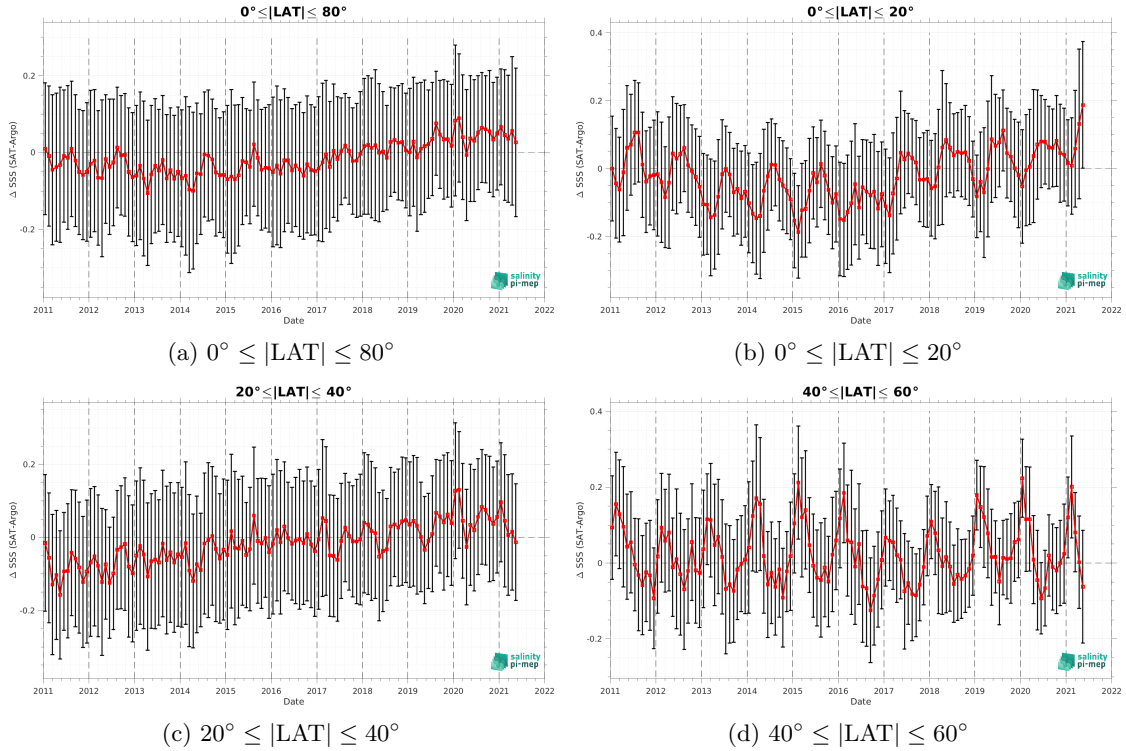 0°≤|LAT|≤ 80°
Δ SSS (SAT-Argo)
0.2
0
-0.2
salinity
pi-mep
2011 2012 2013 2014 2015 2016 2017 2018 2019 2020 2021 2022
Date
(a) 0° ≤ |LAT| ≤ 80°
0°≤|LAT|≤ 20°
Δ SSS (SAT-Argo)
0.4
0.2
0
-0.2
salinity
pi-mep
2011 2012 2013 2014 2015 2016 2017 2018 2019 2020 2021 2022
Date
(b) 0° ≤ |LAT| ≤ 20°
20°≤|LAT|≤ 40°
Δ SSS (SAT-Argo)
0.2
0
-0.2
salinity
pi-mep
2011 2012 2013 2014 2015 2016 2017 2018 2019 2020 2021 2022
Date
(c) 20° ≤ |LAT| ≤ 40°
40°≤|LAT|≤ 60°
Δ SSS (SAT-Argo)
0.4
0.2
0
-0.2
salinity
pi-mep
2011 2012 2013 2014 2015 2016 2017 2018 2019 2020 2021 2022
Date
(d) 40° ≤ |LAT| ≤ 60°